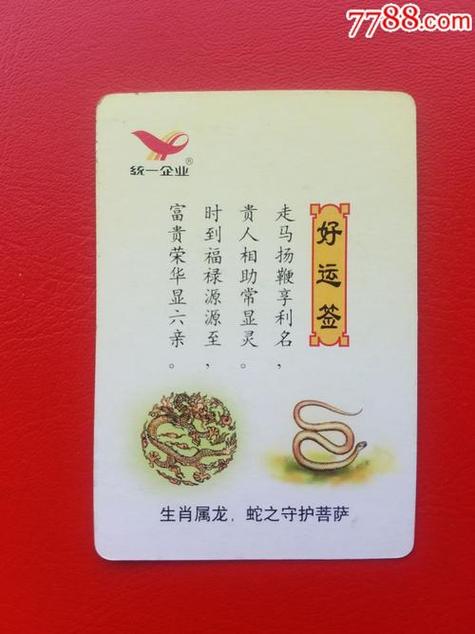 7788.com
统一企业®
好运签
走马扬鞭享利名，
贵人相助常显灵。
时到福禄源源至，
富贵荣华显六亲。
生肖属龙，蛇之守护菩萨